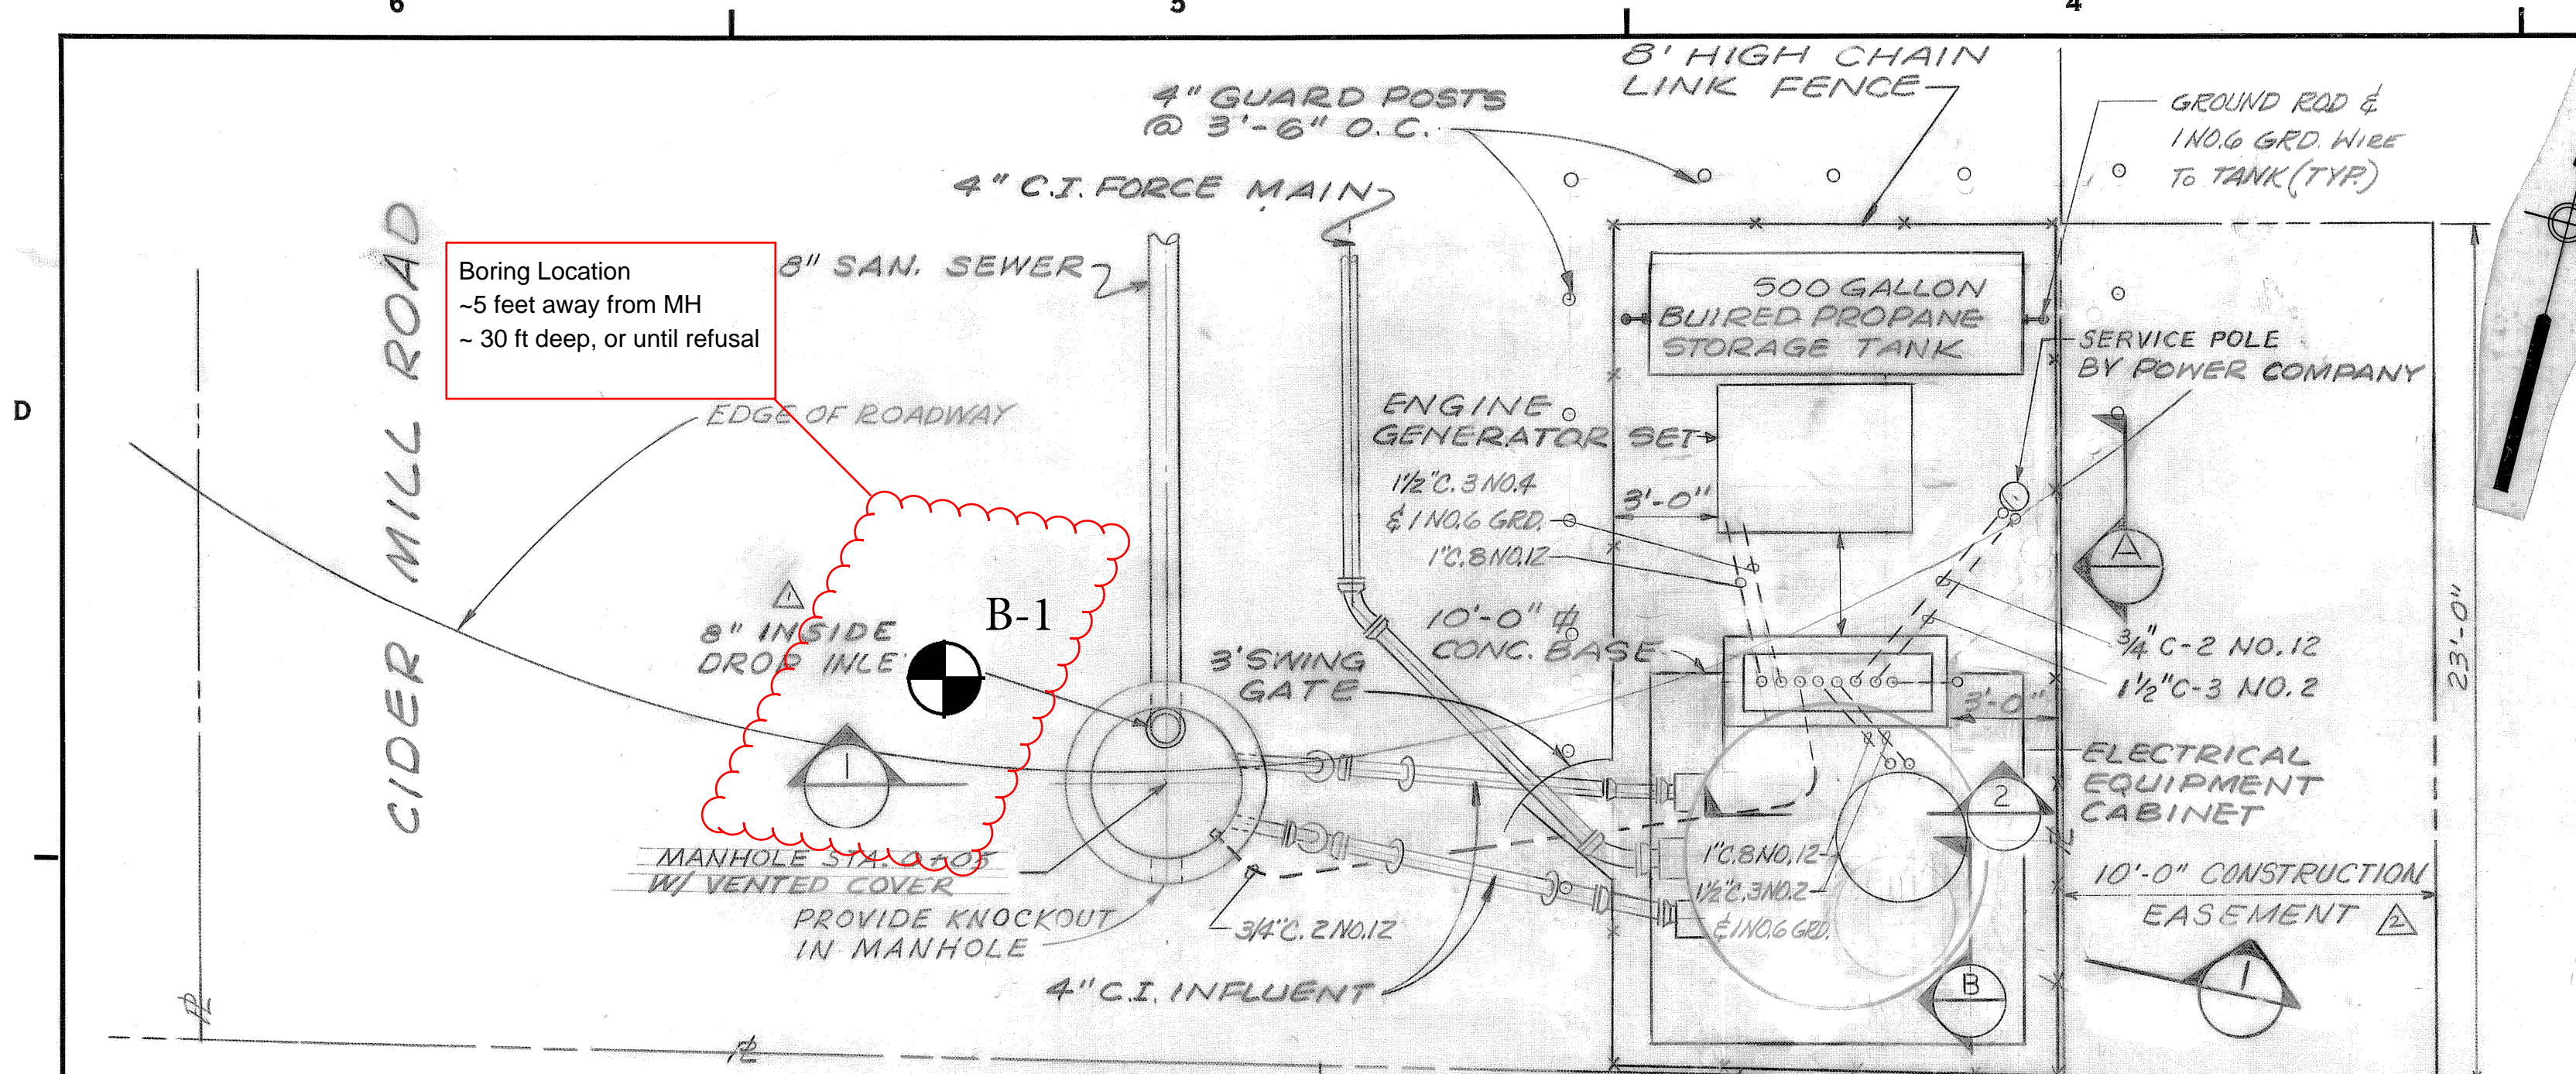 6
5
4
D
8' HIGH CHAIN
LINK FENCE
4" GUARD POSTS
@ 3'-6" O.C.
GROUND ROD &
1 NO.6 GRD. WIRE
TO TANK (TYP.)
4" C.I. FORCE MAIN
8" SAN. SEWER
Boring Location
~5 feet away from MH
~ 30 ft deep, or until refusal
CIDER MILL ROAD
EDGE OF ROADWAY
500 GALLON
BUIRED PROPANE
STORAGE TANK
SERVICE POLE
BY POWER COMPANY
ENGINE
GENERATOR SET
1½"C. 3 NO.4
& 1 NO.6 GRD.
1"C. 8 NO.12
3'-0"
A
23'-0"
B-1
1
8" INSIDE
DROP INLE
10'-0" ⏀
CONC. BASE
3' SWING
GATE
¾"C-2 NO.12
1½"C-3 NO.2
3'-0"
1
ELECTRICAL
EQUIPMENT
CABINET
2
MANHOLE STA. 0+05
W/ VENTED COVER
PROVIDE KNOCKOUT
IN MANHOLE
3/4"C. 2 NO.12
4" C.I. INFLUENT
1"C. 8 NO.12
1½"C. 3 NO.2
& 1 NO.6 GRD.
10'-0" CONSTRUCTION
EASEMENT 2
B
1
PL
PL